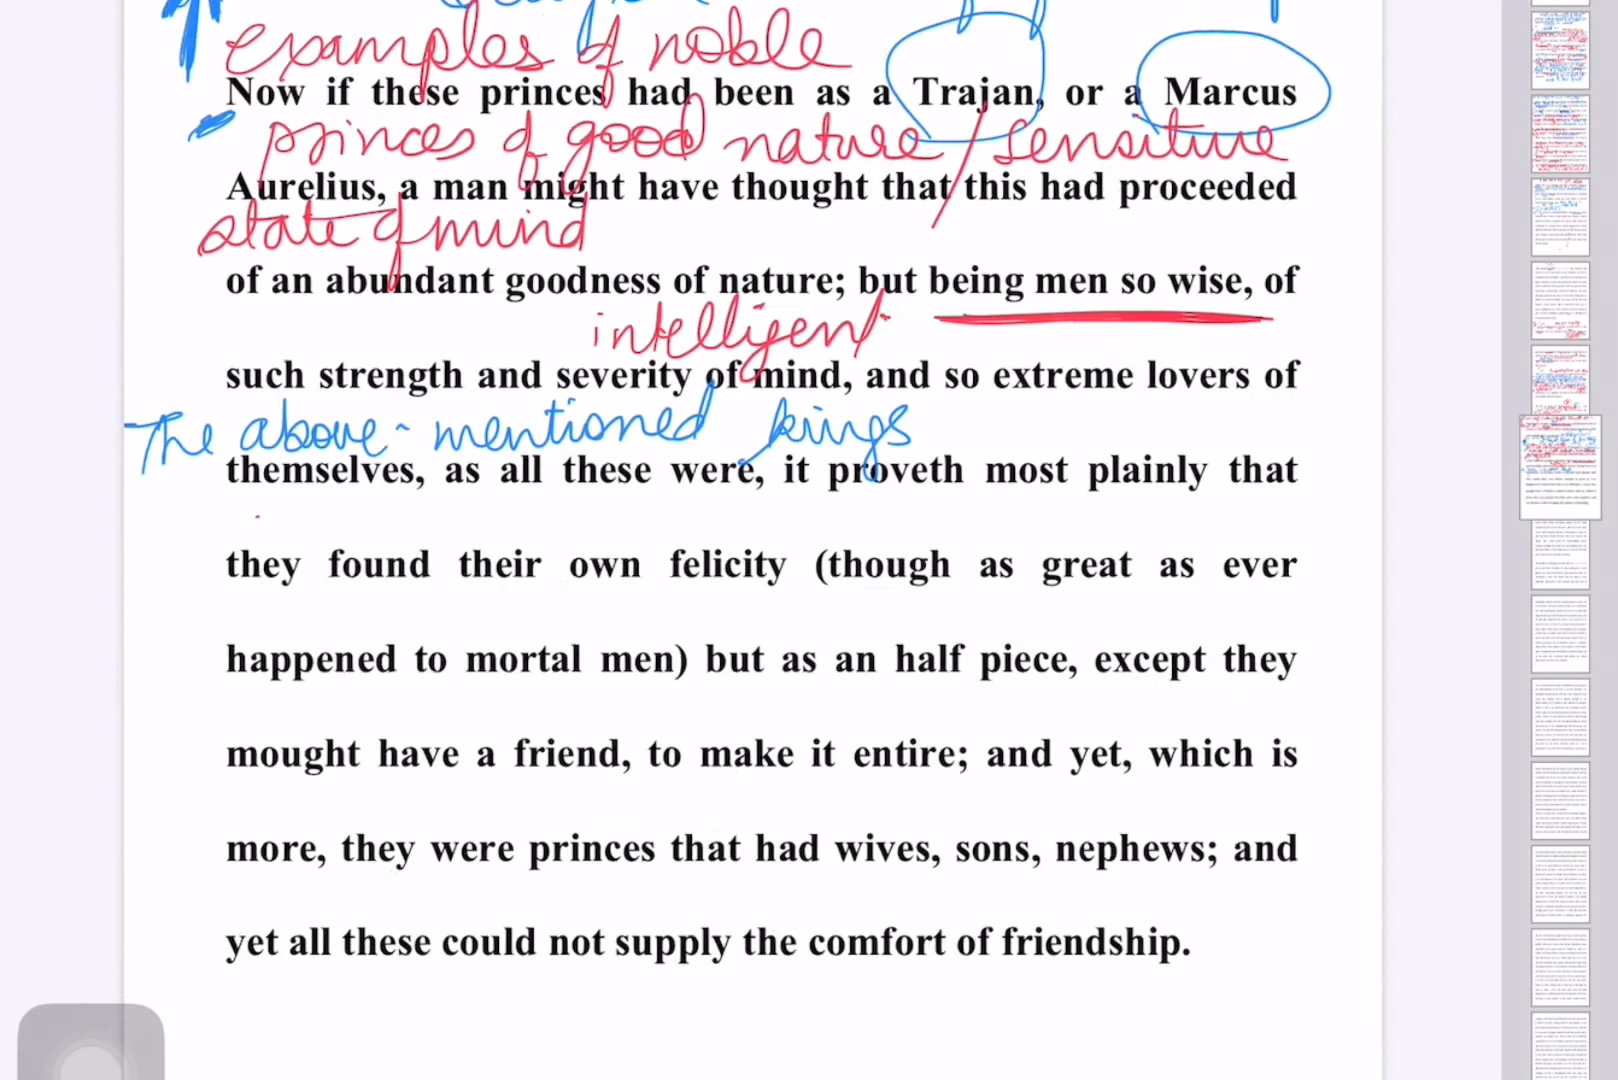 examples of noble
Now if these princes had been as a Trajan, or a Marcus
princes of good nature / sensitive
Aurelius, a man might have thought that this had proceeded
state of mind
of an abundant goodness of nature; but being men so wise, of
intelligent
such strength and severity of mind, and so extreme lovers of
The above-mentioned kings
themselves, as all these were, it proveth most plainly that
they found their own felicity (though as great as ever
happened to mortal men) but as an half piece, except they
mought have a friend, to make it entire; and yet, which is
more, they were princes that had wives, sons, nephews; and
yet all these could not supply the comfort of friendship.